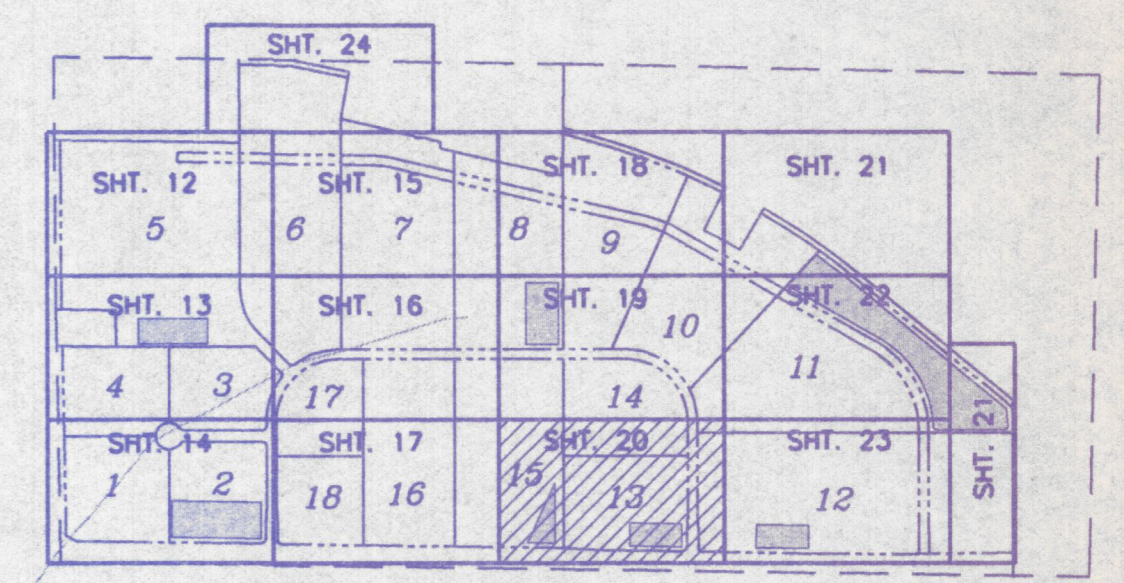 SHT. 24
SHT. 12
SHT. 15
SHT. 18
SHT. 21
5
6
7
8
9
SHT. 13
SHT. 16
SHT. 19
SHT. 22
10
4
3
17
14
11
SHT. 14
SHT. 17
SHT. 20
SHT. 23
SHT. 21
1
2
18
16
15
13
12